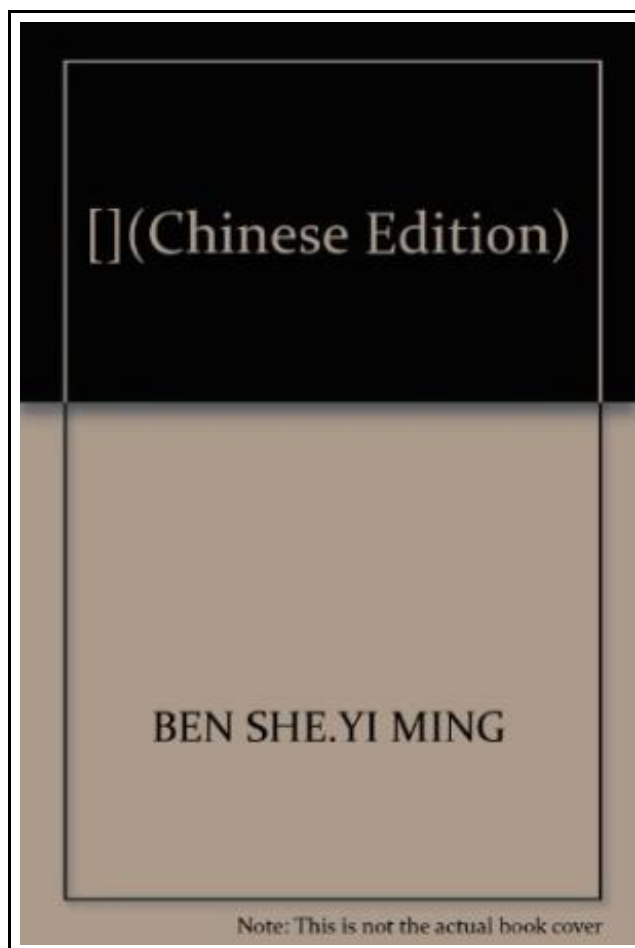 [](Chinese Edition)
BEN SHE.YI MING
Note: This is not the actual book cover